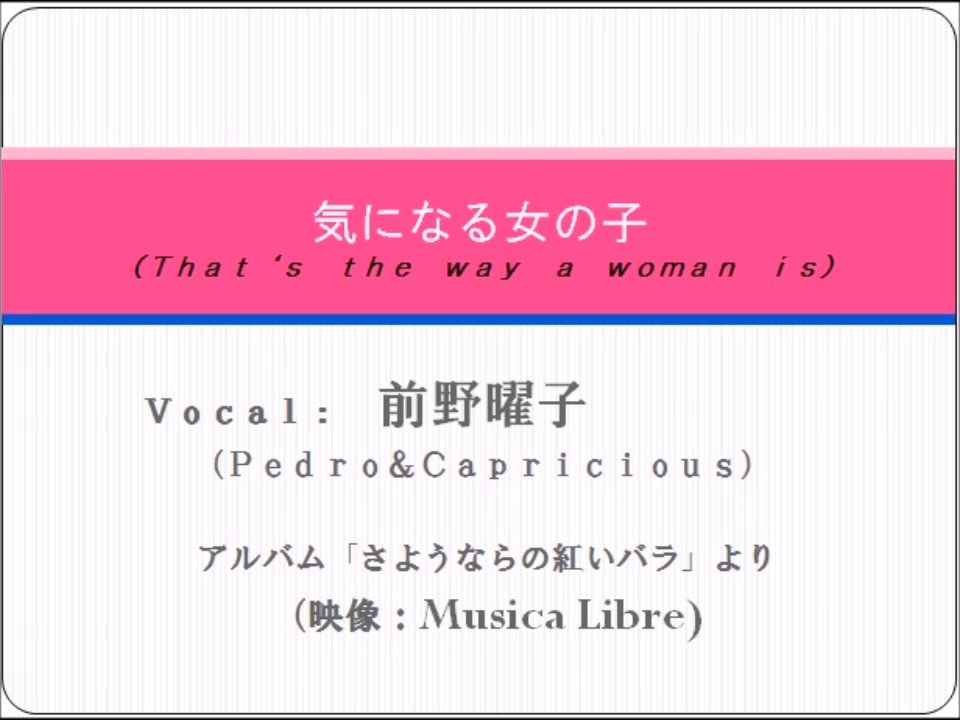 気になる女の子
(That‘s the way a woman is)
Vocal： 前野曜子
(Pedro&Capricious)
アルバム「さようならの紅いバラ」より
(映像：Musica Libre)